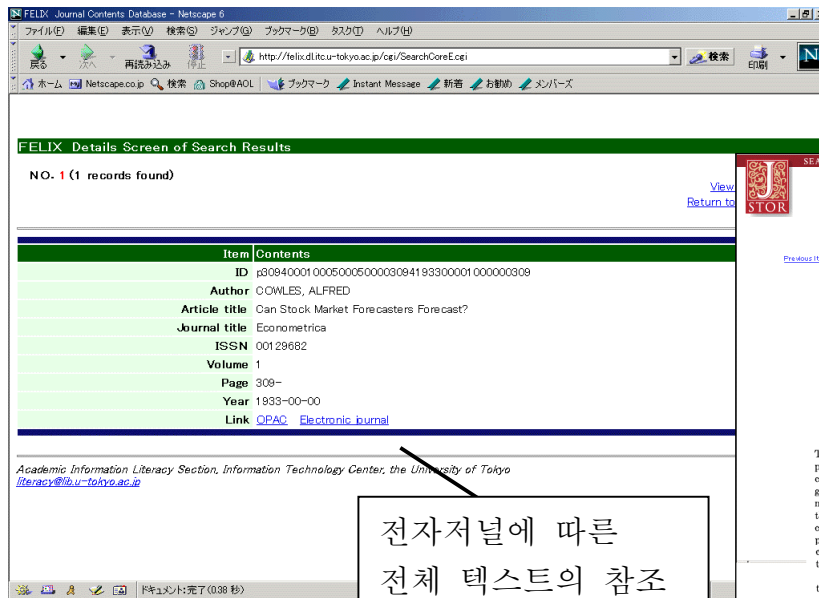 FELIX Journal Contents Database - Netscape 6
ファイル(F) 編集(E) 表示(V) 検索(S) ジャンプ(G) ブックマーク(B) タスク(T) ヘルプ(H)
戻る 次へ 再読み込み 停止 http://felix.dl.itc.u-tokyo.ac.jp/cgi/SearchCoreE.cgi 検索 印刷 N
ホーム Netscape.co.jp 検索 Shop@AOL ブックマーク Instant Message 新着 お勧め メンバーズ
FELIX Details Screen of Search Results
NO. 1 (1 records found)
View
Return to
Item Contents
ID p3094000100050005000030941933000010000000309
Author COWLES, ALFRED
Article title Can Stock Market Forecasters Forecast?
Journal title Econometrica
ISSN 00129682
Volume 1
Page 309-
Year 1933-00-00
Link OPAC Electronic journal
Academic Information Literacy Section, Information Technology Center, the University of Tokyo
literacy@lib.u-tokyo.ac.jp
ドキュメント:完了(0.38 秒)
JSTOR
SEA
Previous It
전자저널에 따른
전체 텍스트의 참조